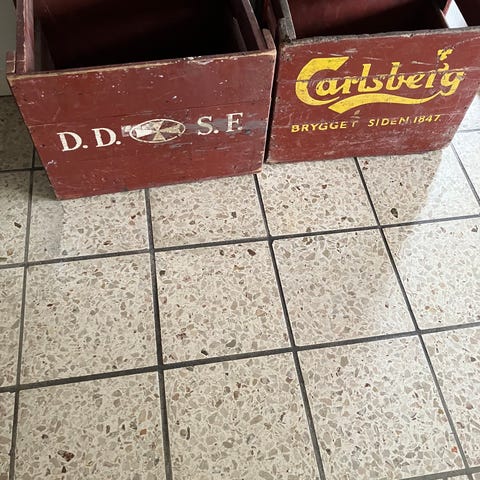 D.D. S.F.
Carlsberg
BRYGGET SIDEN 1847.